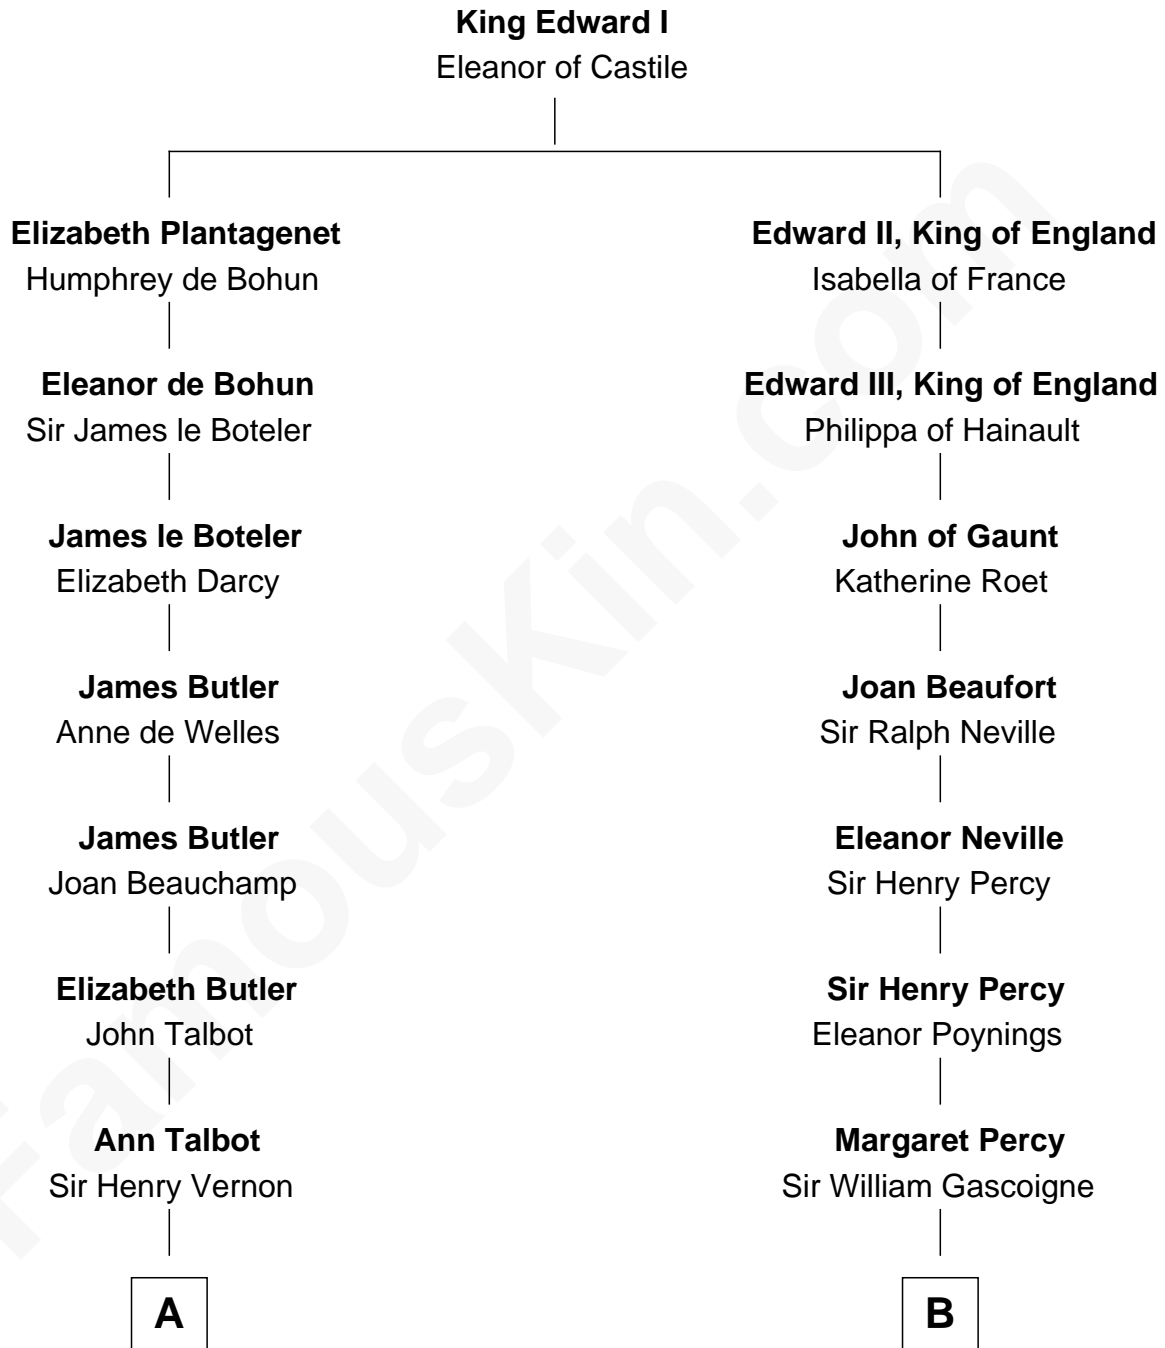 King Edward I
Eleanor of Castile
Elizabeth Plantagenet
Humphrey de Bohun
Edward II, King of England
Isabella of France
Eleanor de Bohun
Sir James le Boteler
Edward III, King of England
Philippa of Hainault
James le Boteler
Elizabeth Darcy
John of Gaunt
Katherine Roet
James Butler
Anne de Welles
Joan Beaufort
Sir Ralph Neville
James Butler
Joan Beauchamp
Eleanor Neville
Sir Henry Percy
Elizabeth Butler
John Talbot
Sir Henry Percy
Eleanor Poynings
Ann Talbot
Sir Henry Vernon
Margaret Percy
Sir William Gascoigne
A
B
FamousKin.com